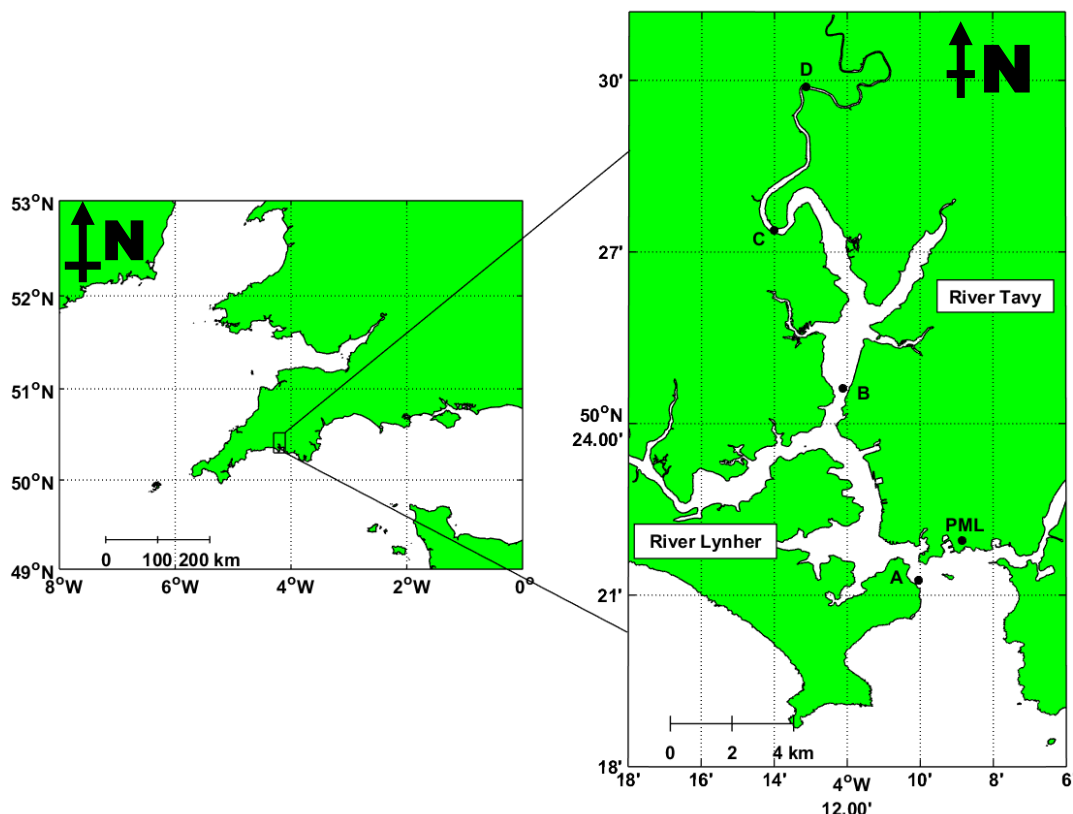 53°N
52°N
51°N
50°N
49°N
8°W
6°W
4°W
2°W
0°
N
0 100 200 km
N
30'
27'
50°N
24.00'
21'
18'
18'
16'
14'
4°W
12.00'
10'
8'
6
D
C
River Tavy
B
PML
River Lynher
A
0 2 4 km